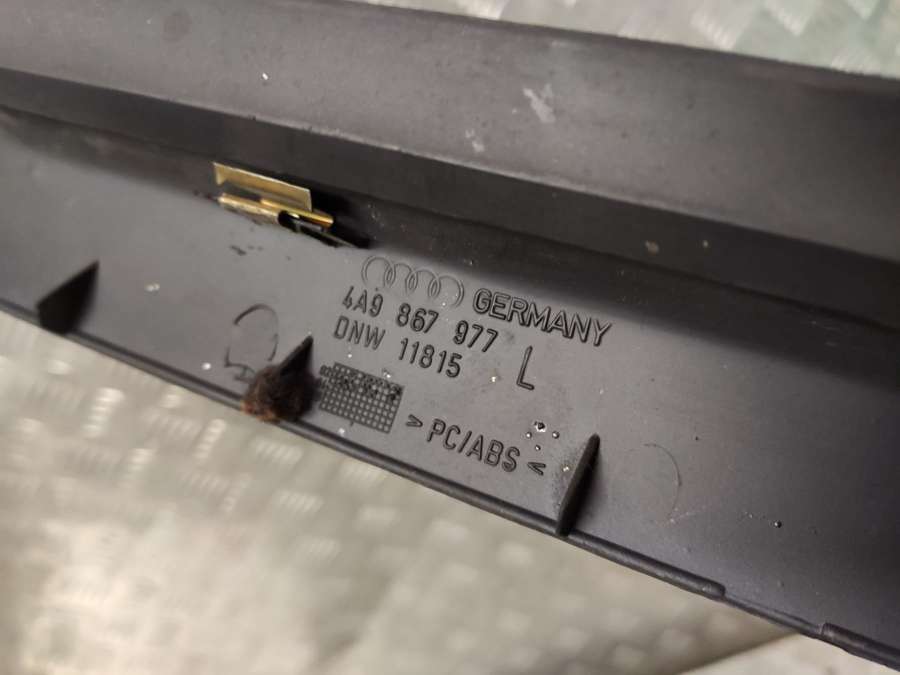 GERMANY
4A9 867 977
DNW 11815 L
> PC/ABS <